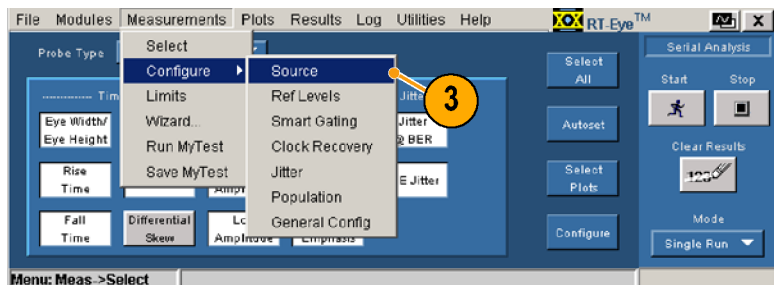 File Modules Measurements Plots Results Log Utilities Help RT-Eye™
Probe Type
Select
Configure
Limits
Wizard...
Run MyTest
Save MyTest
Source
Ref Levels
Smart Gating
Clock Recovery
Jitter
Population
General Config
3
Eye Width/
Eye Height
Rise
Time
Fall
Time
Differential
Skew
Jitter
@ BER
E Jitter
Select
All
Autoset
Select
Plots
Configure
Serial Analysis
Start Stop
Clear Results
123
Mode
Single Run
Menu: Meas->Select